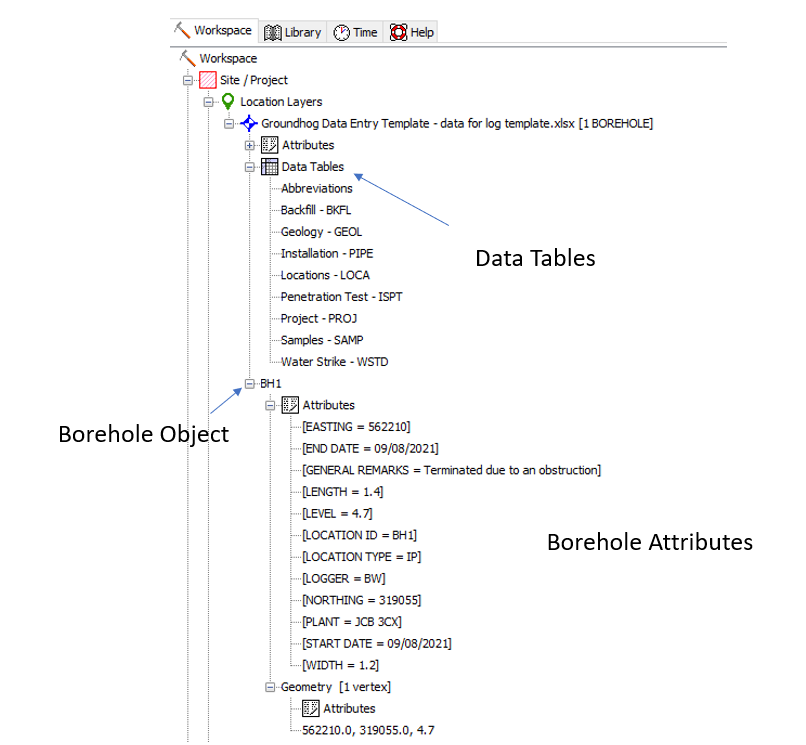 Workspace Library Time Help
Workspace
Site / Project
Location Layers
Groundhog Data Entry Template - data for log template.xlsx [1 BOREHOLE]
Attributes
Data Tables
Abbreviations
Backfill - BKFL
Geology - GEOL
Data Tables
Installation - PIPE
Locations - LOCA
Penetration Test - ISPT
Project - PROJ
Samples - SAMP
Water Strike - WSTD
BH1
Attributes
Borehole Object
[EASTING = 562210]
[END DATE = 09/08/2021]
[GENERAL REMARKS = Terminated due to an obstruction]
[LENGTH = 1.4]
[LEVEL = 4.7]
[LOCATION ID = BH1]
Borehole Attributes
[LOCATION TYPE = IP]
[LOGGER = BW]
[NORTHING = 319055]
[PLANT = JCB 3CX]
[START DATE = 09/08/2021]
[WIDTH = 1.2]
Geometry [1 vertex]
Attributes
562210.0, 319055.0, 4.7